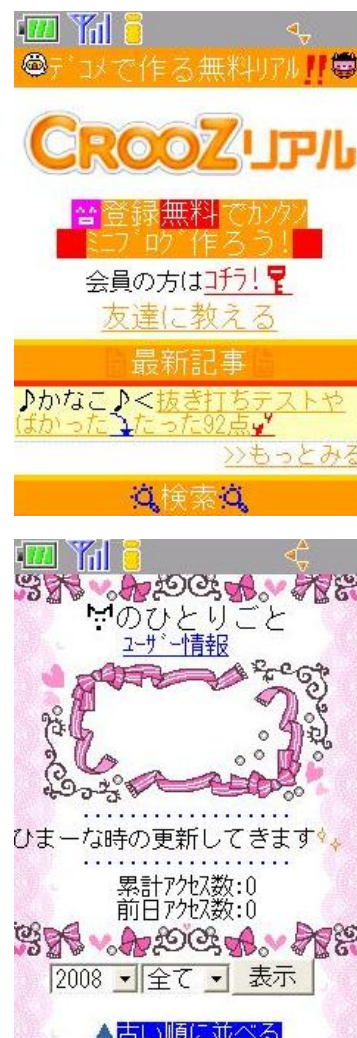 デコメで作る無料リアル!!
CROOZリアル
登録無料でカンタン
ミニブログ作ろう!
会員の方はコチラ!
友達に教える
最新記事
♪かなこ♪<抜き打ちテストや
ばかった たった92点
>>もっとみる
検索
のひとりごと
ユーザー情報
ひまーな時の更新してきます
累計アクセス数:0
前日アクセス数:0
2008 全て 表示
▲古い順に並べる